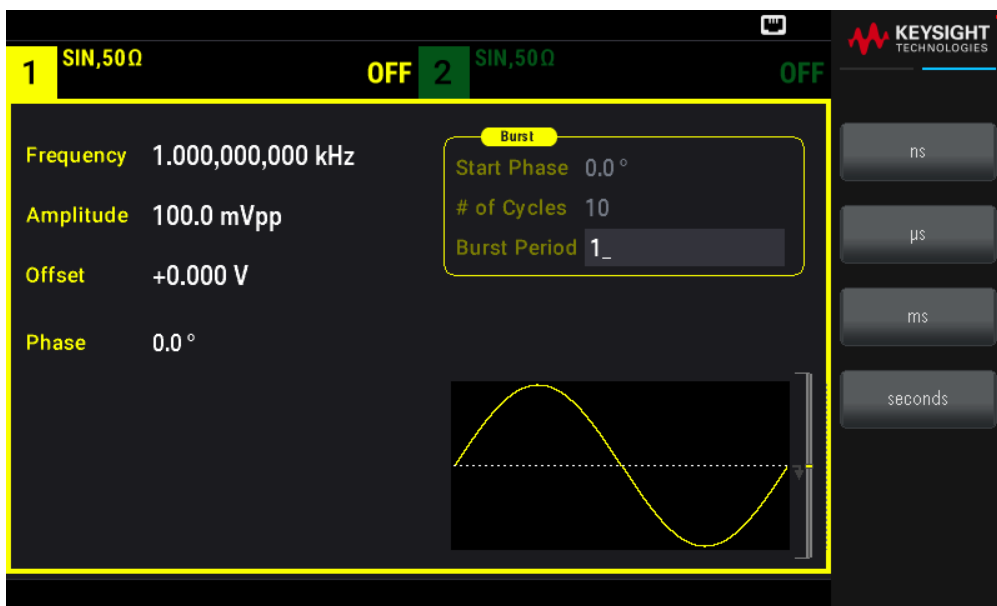 KEYSIGHT
TECHNOLOGIES
1 SIN,50Ω OFF 2 SIN,50Ω OFF
Frequency 1.000,000,000 kHz
Amplitude 100.0 mVpp
Offset +0.000 V
Phase 0.0 °
Burst
Start Phase 0.0 °
# of Cycles 10
Burst Period 1_
ns
µs
ms
seconds